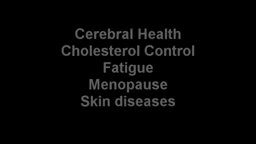 Cerebral Health
Cholesterol Control
Fatigue
Menopause
Skin diseases